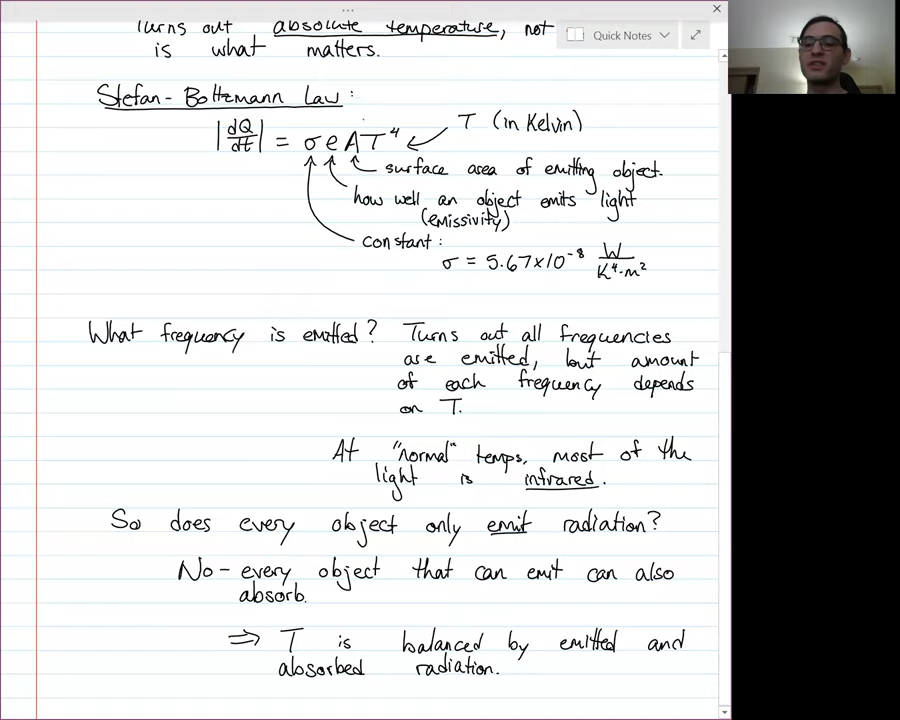 Turns out absolute temperature, not
is what matters.
Quick Notes
Stefan-Boltzmann Law:
|dQ/dt| = σeAT⁴
T (in Kelvin)
surface area of emitting object.
how well an object emits light
(emissivity)
constant:
σ = 5.67x10⁻⁸ W/K⁴·m²
What frequency is emitted? Turns out all frequencies
are emitted, but amount
of each frequency depends
on T.
At "normal" temps, most of the
light is infrared.
So does every object only emit radiation?
No - every object that can emit can also
absorb.
⇒ T is balanced by emitted and
absorbed radiation.